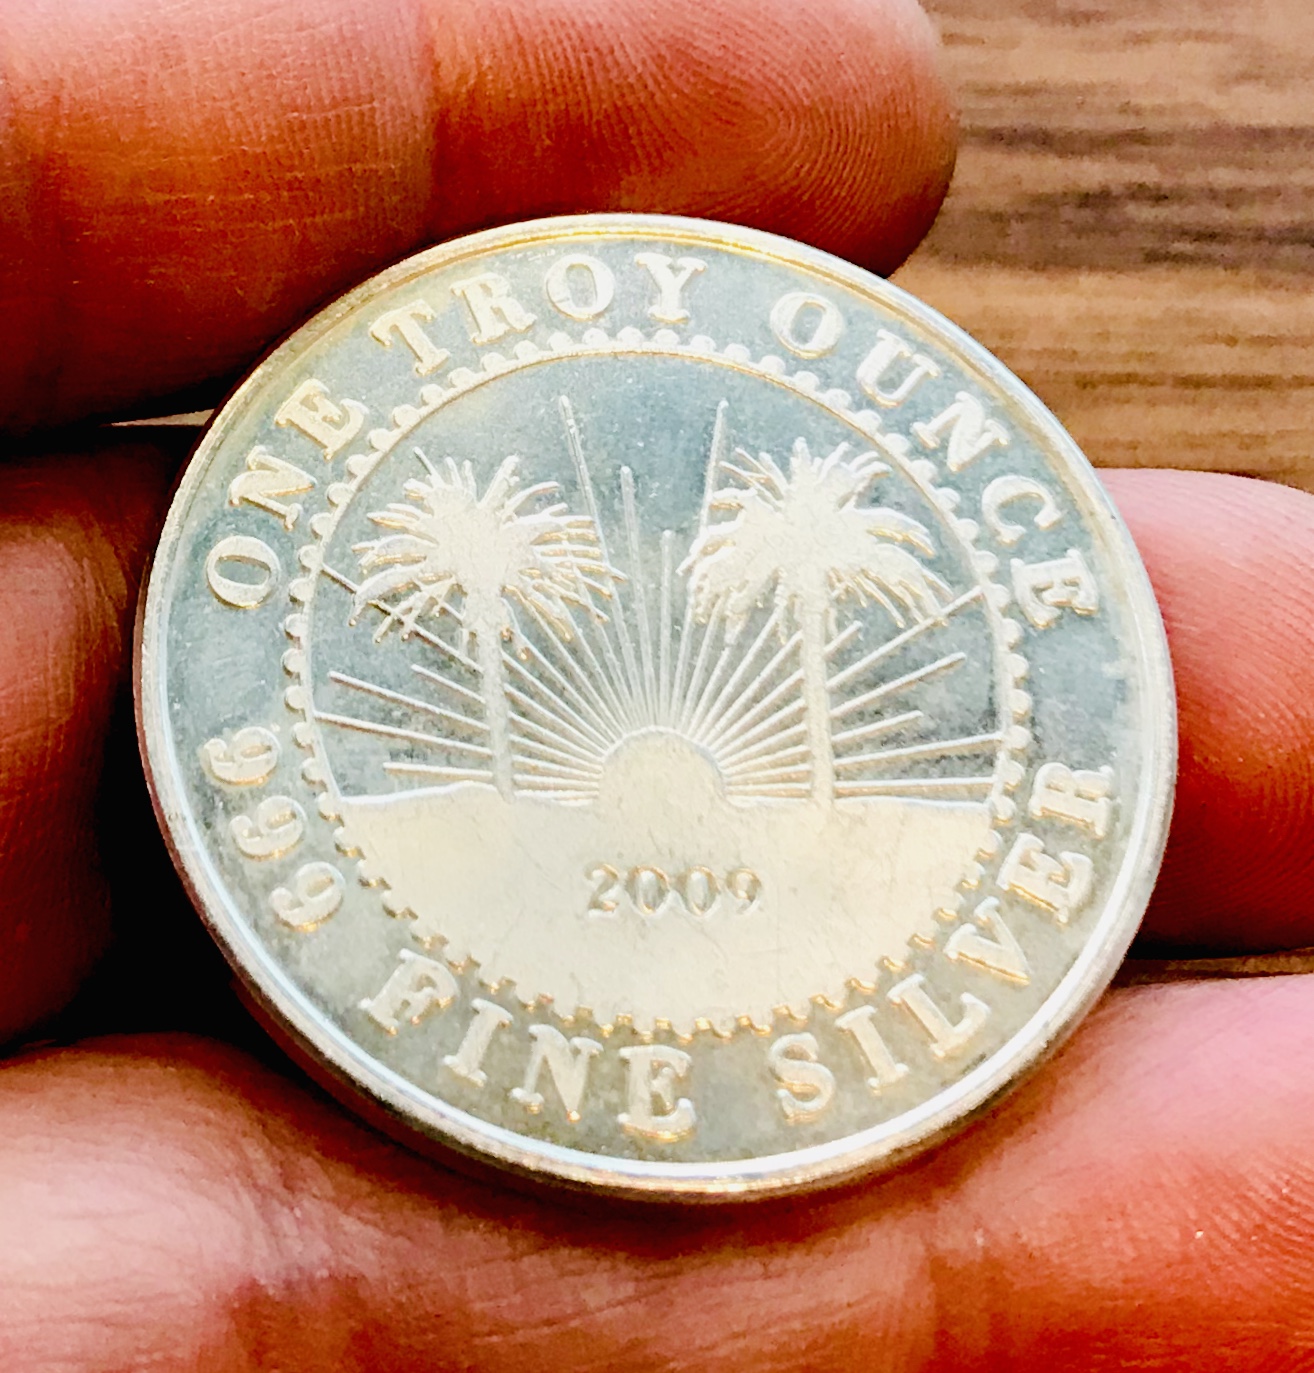 ONE TROY OUNCE
999 FINE SILVER
2009